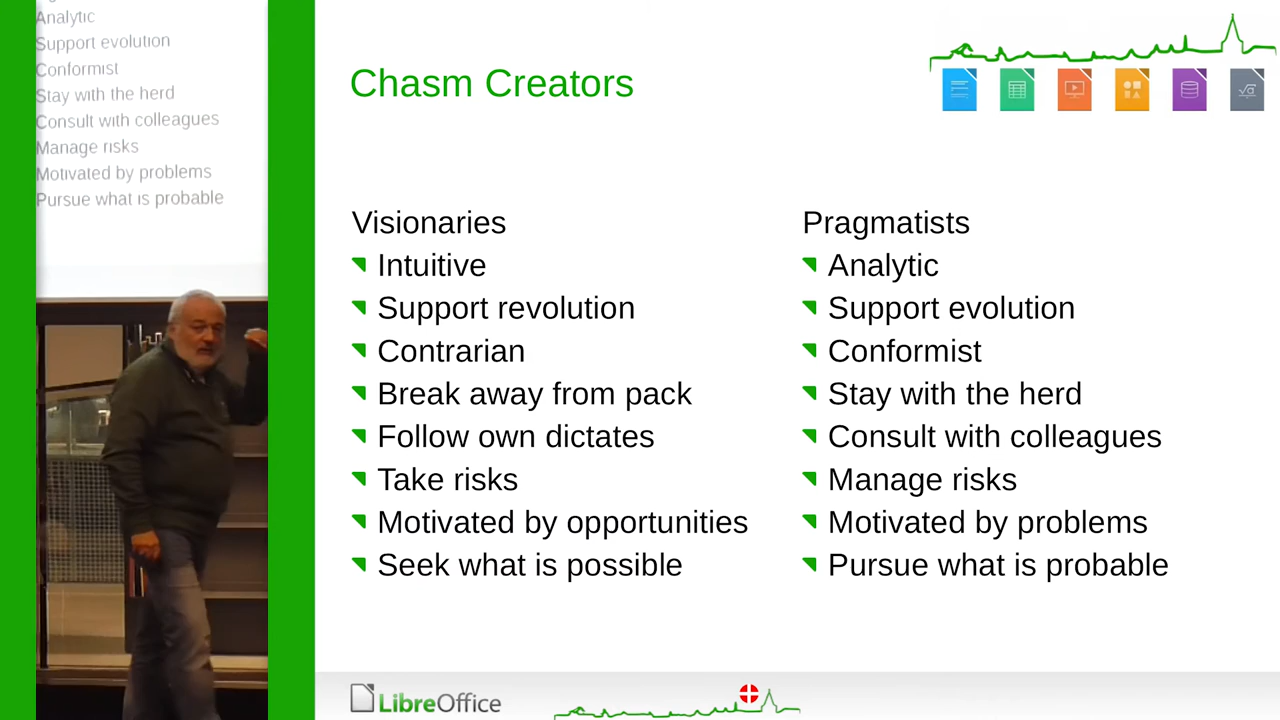 Analytic
Support evolution
Conformist
Stay with the herd
Consult with colleagues
Manage risks
Motivated by problems
Pursue what is probable
Chasm Creators
Visionaries
Intuitive
Support revolution
Contrarian
Break away from pack
Follow own dictates
Take risks
Motivated by opportunities
Seek what is possible
Pragmatists
Analytic
Support evolution
Conformist
Stay with the herd
Consult with colleagues
Manage risks
Motivated by problems
Pursue what is probable
LibreOffice